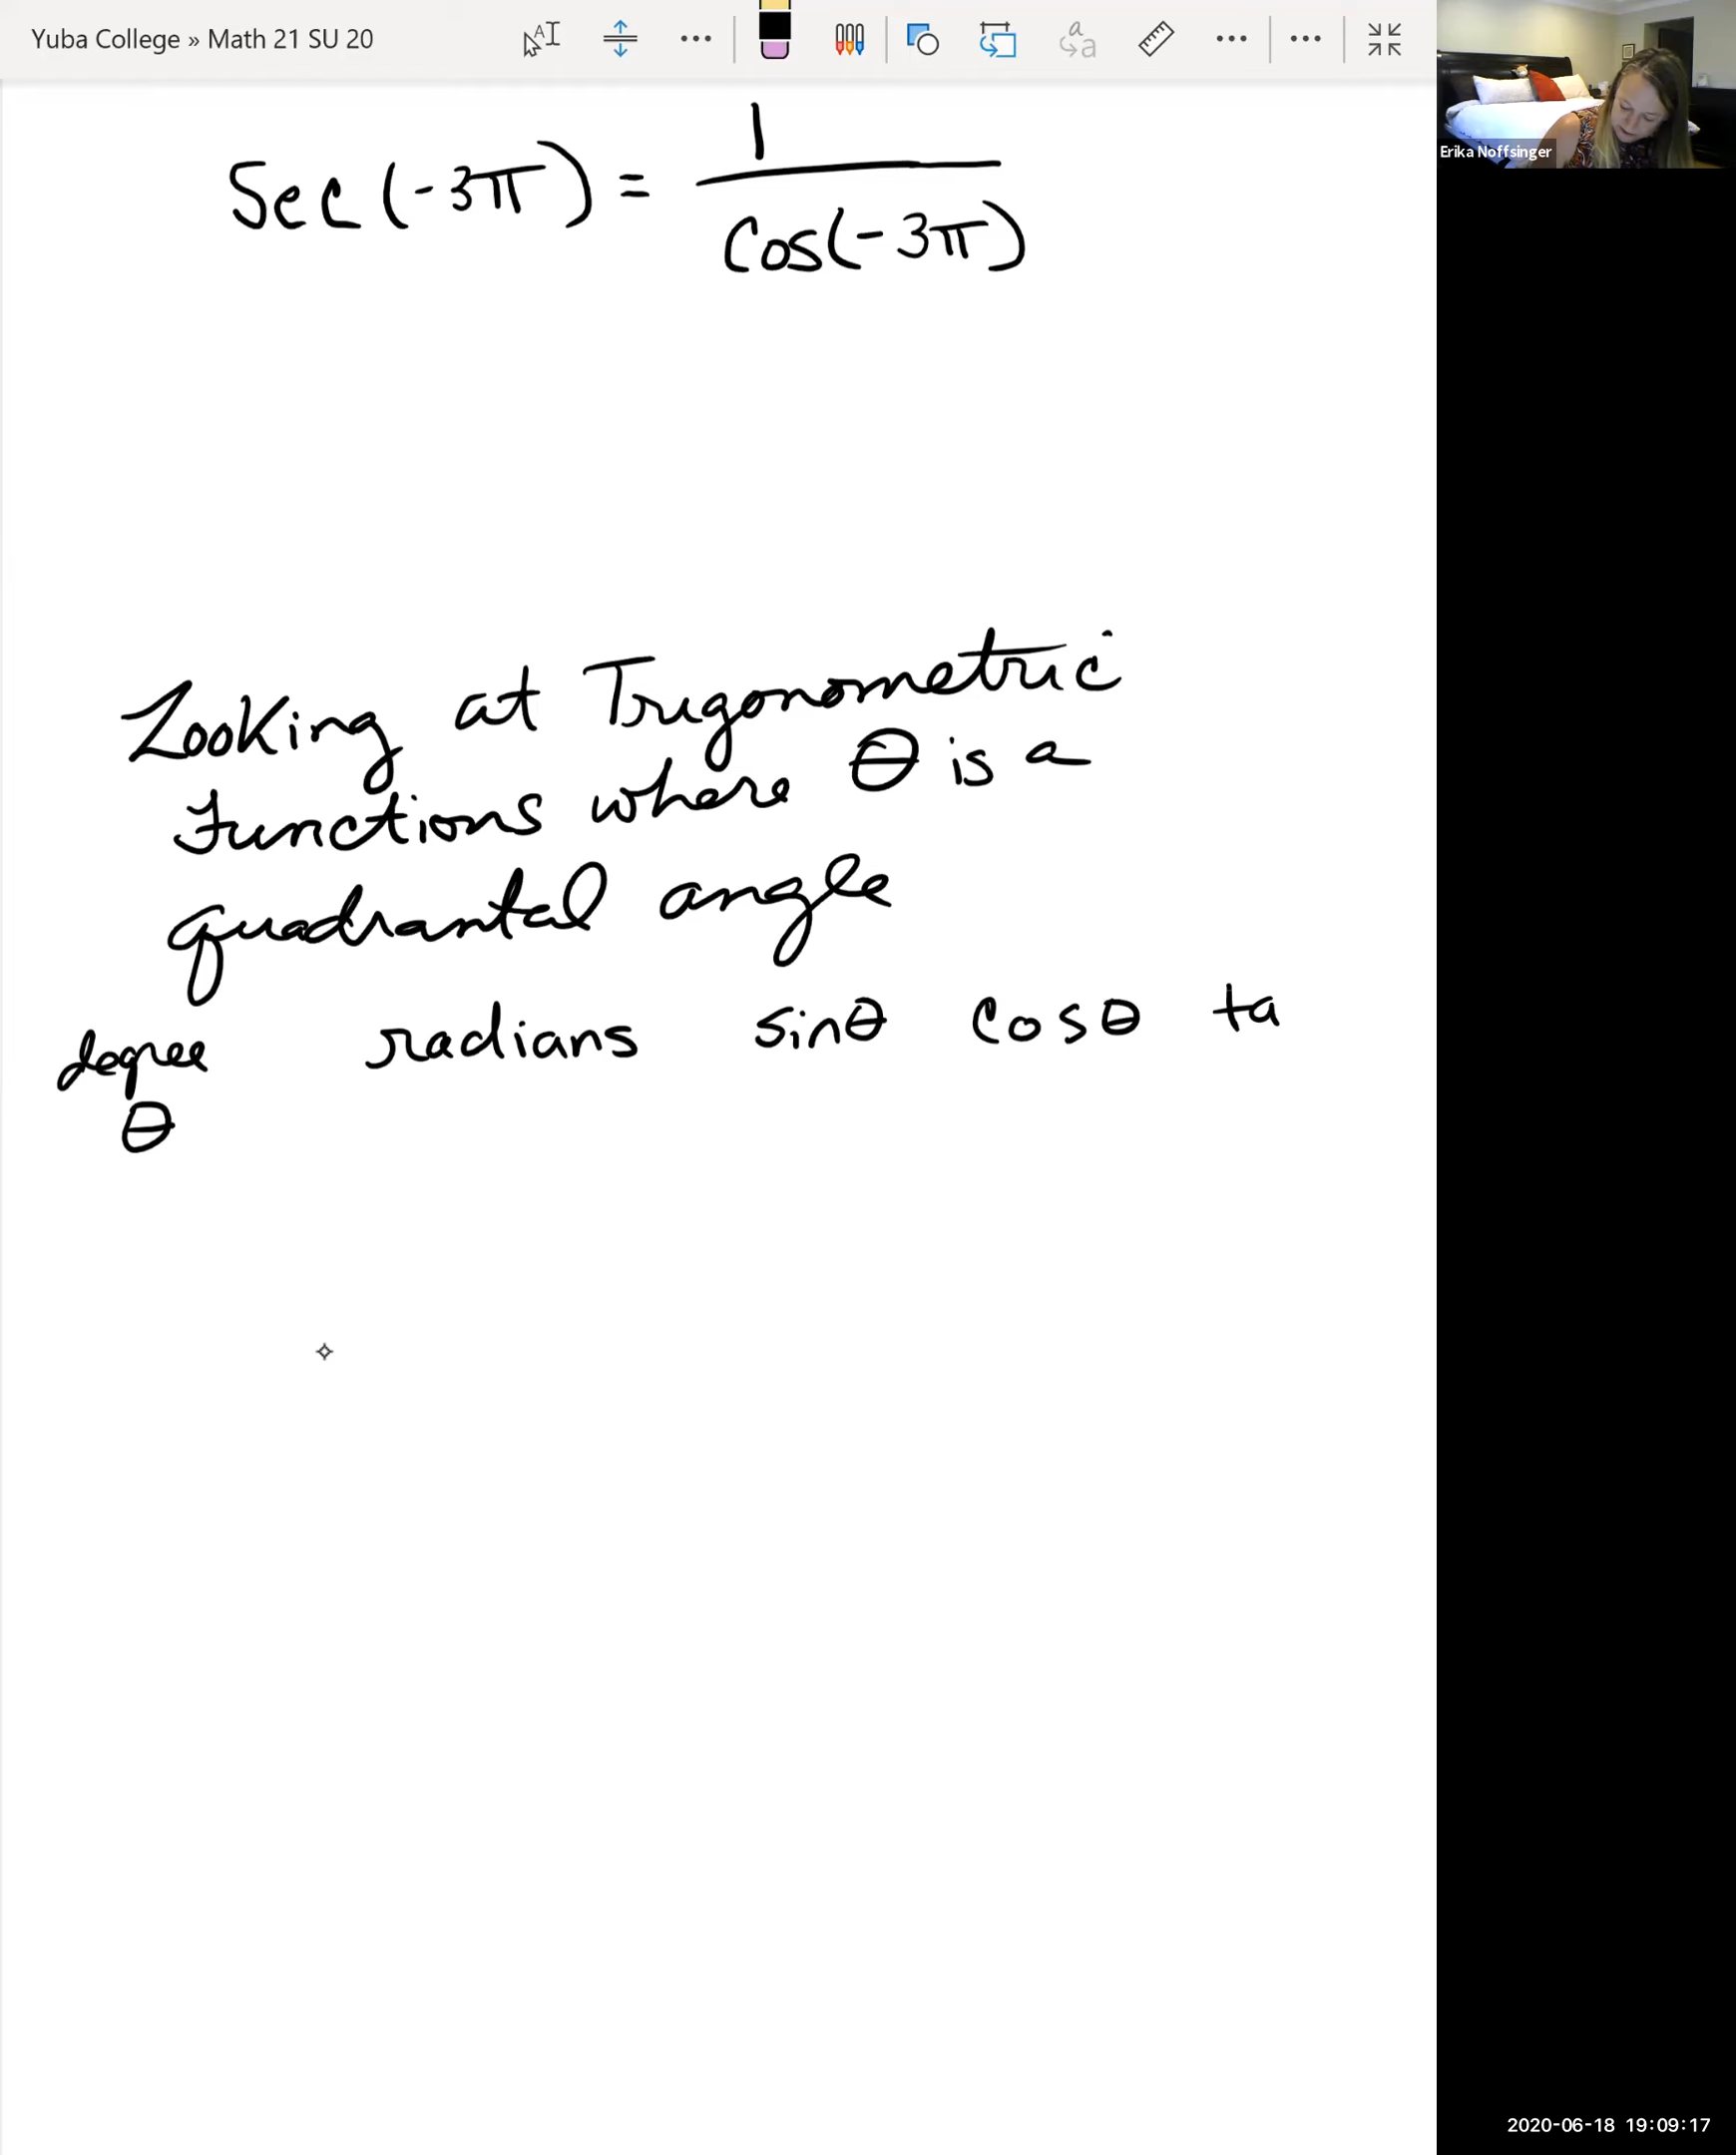 Yuba College » Math 21 SU 20
Erika Noffsinger
Sec(-3π) = 1 / Cos(-3π)
Looking at Trigonometric
Functions where θ is a
quadrantal angle
degree radians sinθ cosθ ta
θ
2020-06-18 19:09:17